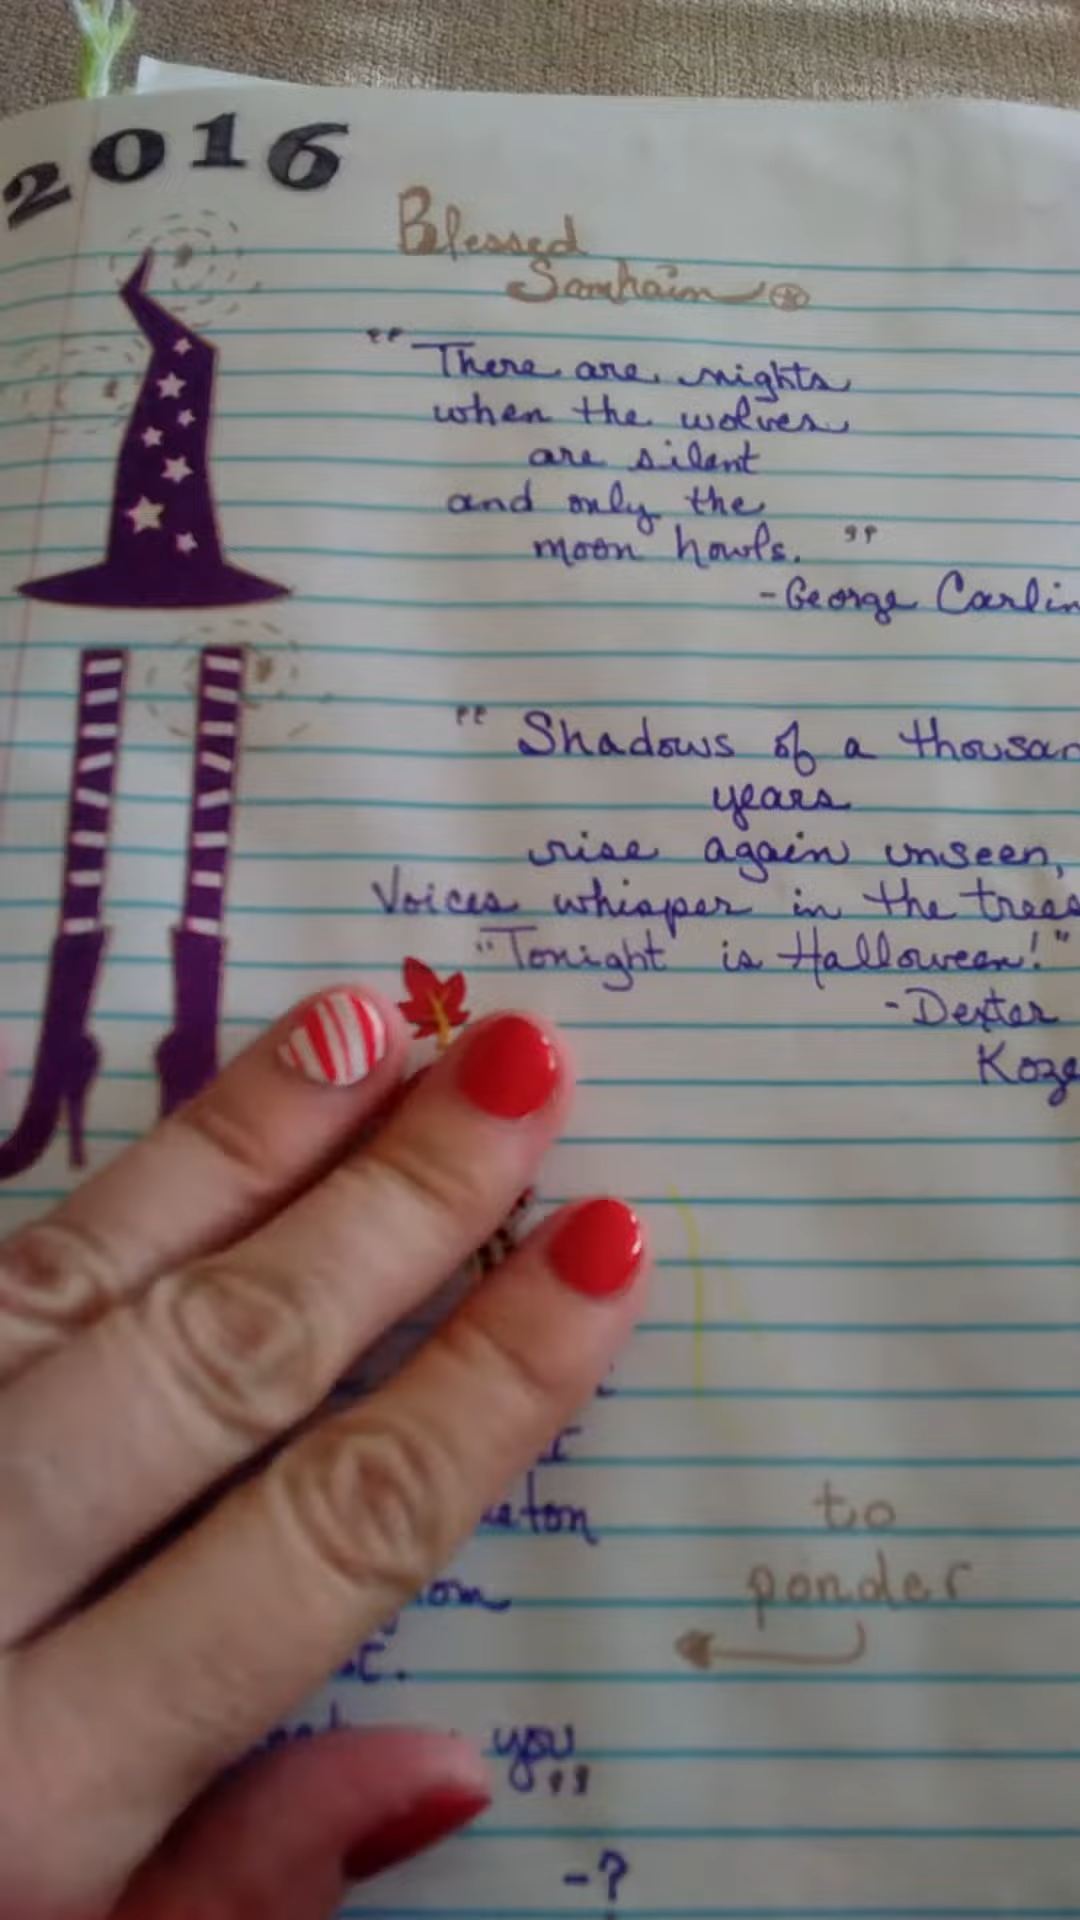 2016
Blessed
Samhain
"There are nights
when the wolves
are silent
and only the
moon howls."
-George Carlin
"Shadows of a
years
rise again unseen,
Voices whisper in the trees
"Tonight is Halloween!"
-Dexter
to
ponder
you"
-?